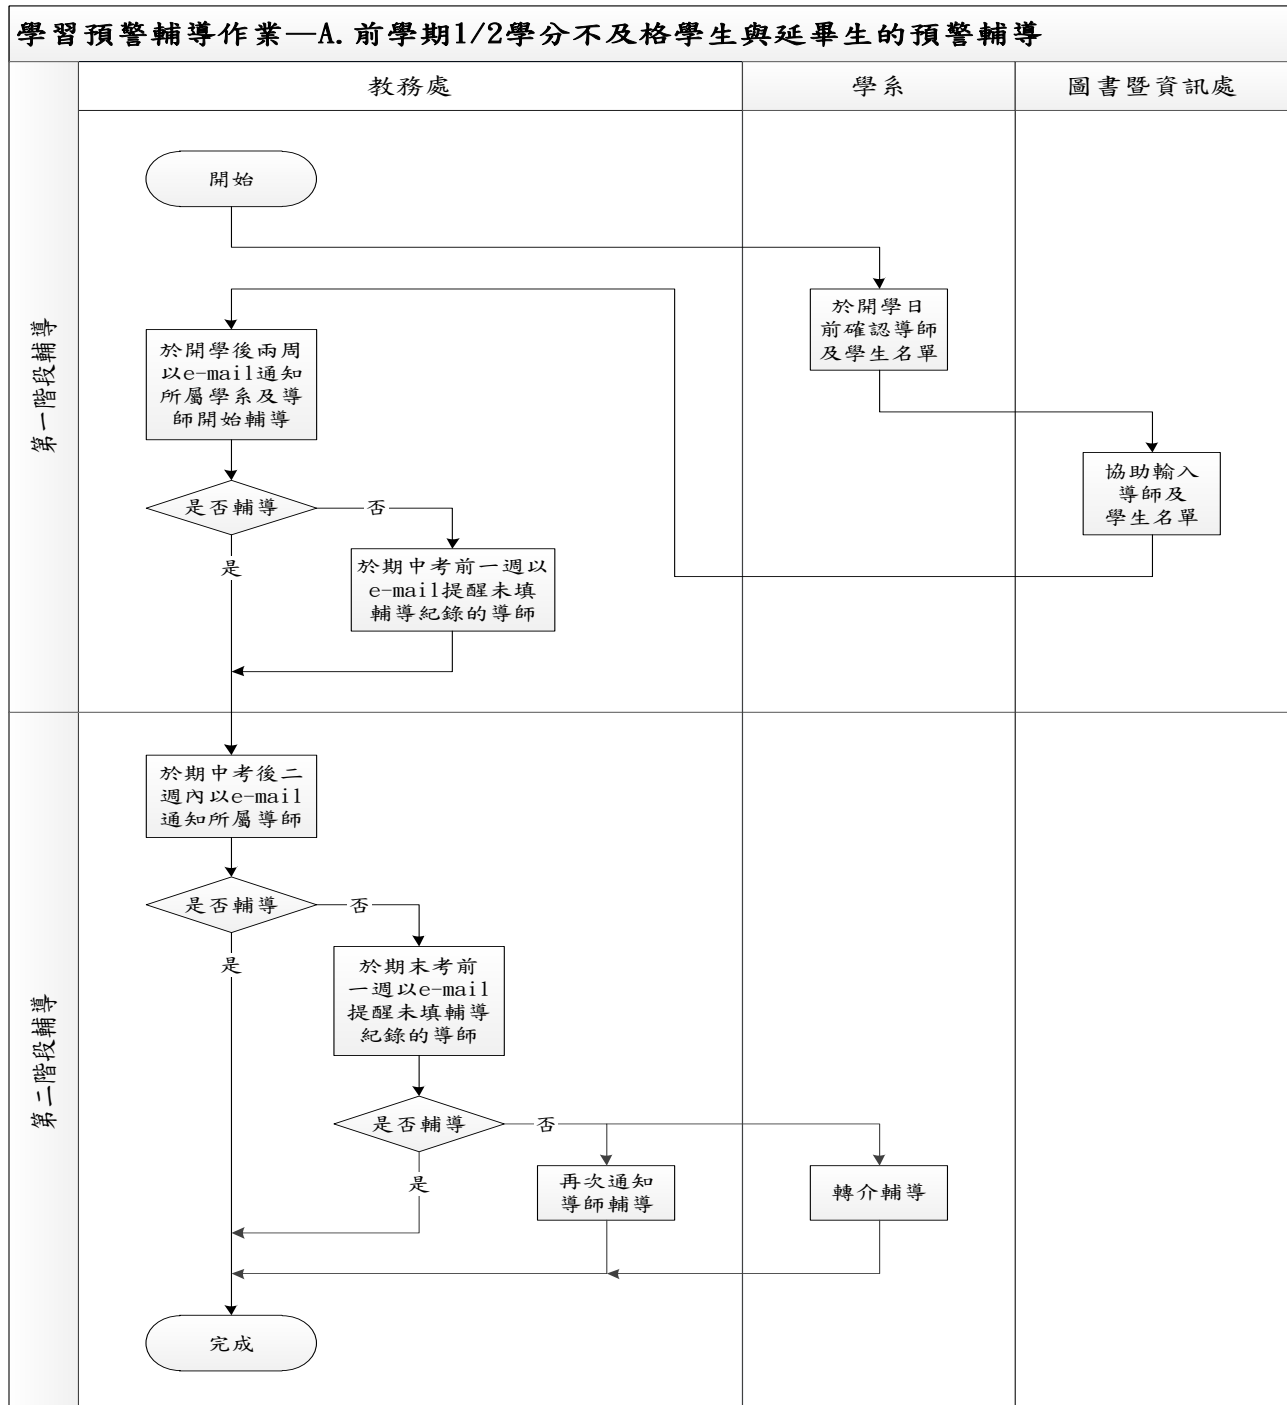 學習預警輔導作業—A.前學期1/2學分不及格學生與延畢生的預警輔導
教務處
學系
圖書暨資訊處
第一階段輔導
開始
於開學日
前確認導師
及學生名單
協助輸入
導師及
學生名單
於開學後兩周
以e-mail通知
所屬學系及導
師開始輔導
是否輔導
否
是
於期中考前一週以
e-mail提醒未填
輔導紀錄的導師
第二階段輔導
於期中考後二
週內以e-mail
通知所屬導師
是否輔導
否
是
於期末考前
一週以e-mail
提醒未填輔導
紀錄的導師
是否輔導
否
是
再次通知
導師輔導
轉介輔導
完成